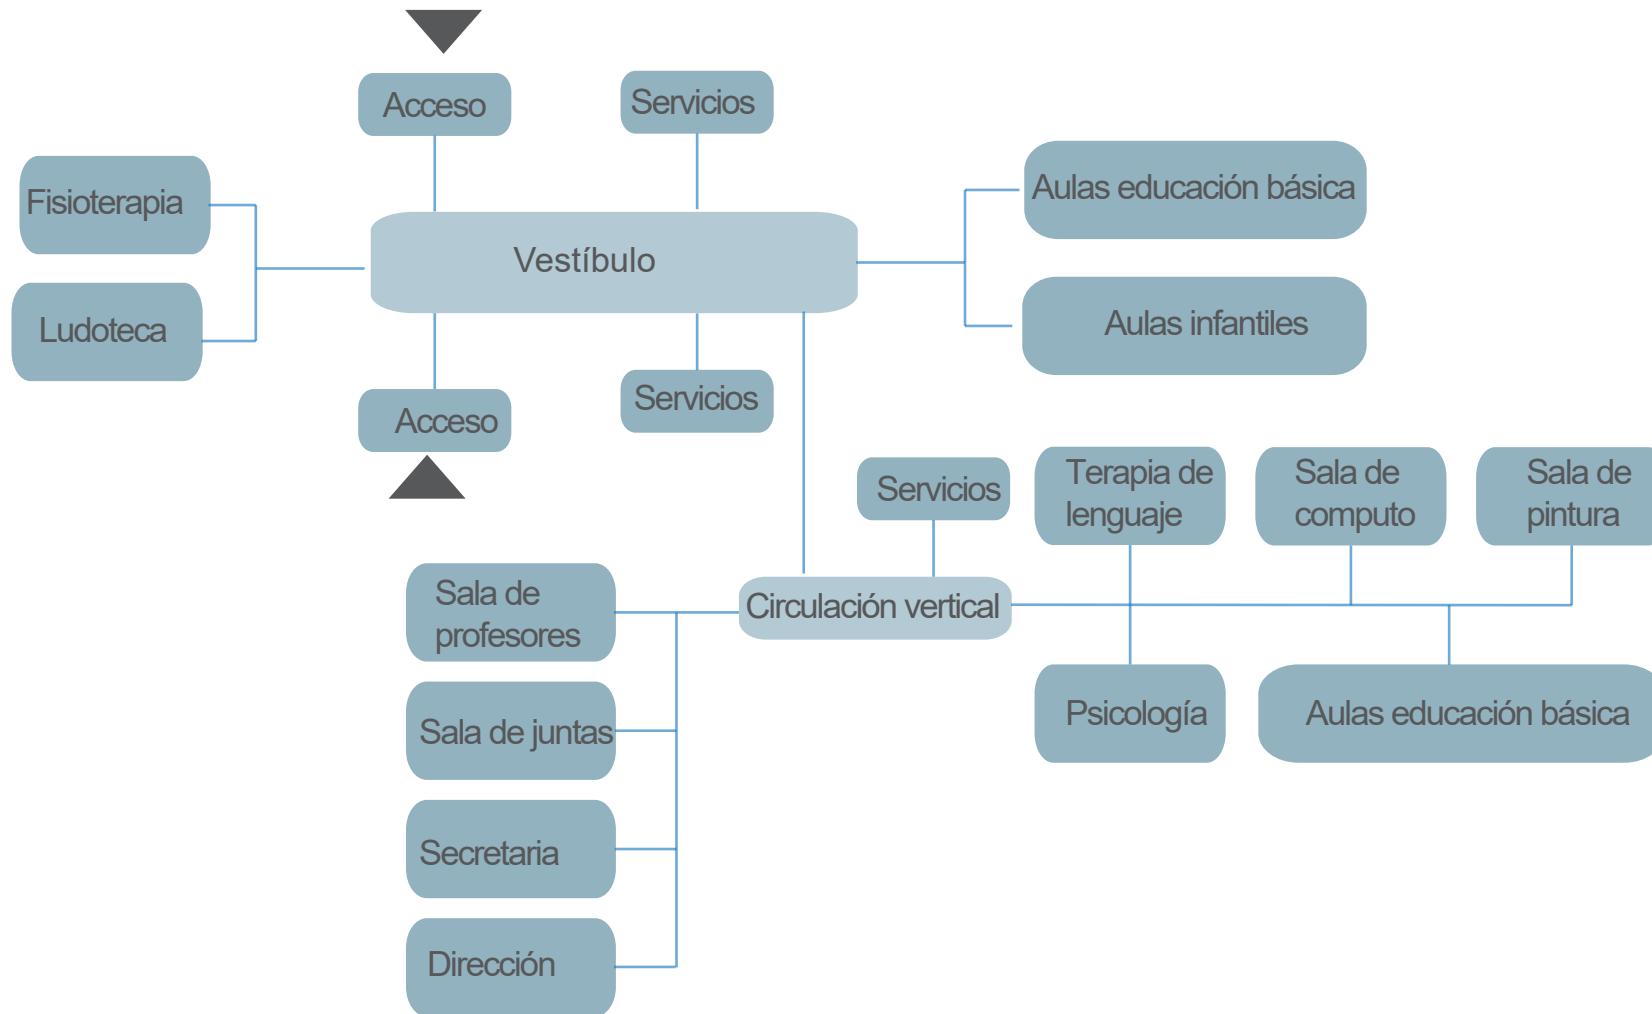 Acceso
Servicios
Fisioterapia
Aulas educación básica
Vestíbulo
Ludoteca
Aulas infantiles
Acceso
Servicios
Servicios
Terapia de
lenguaje
Sala de
computo
Sala de
pintura
Sala de
profesores
Circulación vertical
Sala de juntas
Psicología
Aulas educación básica
Secretaria
Dirección